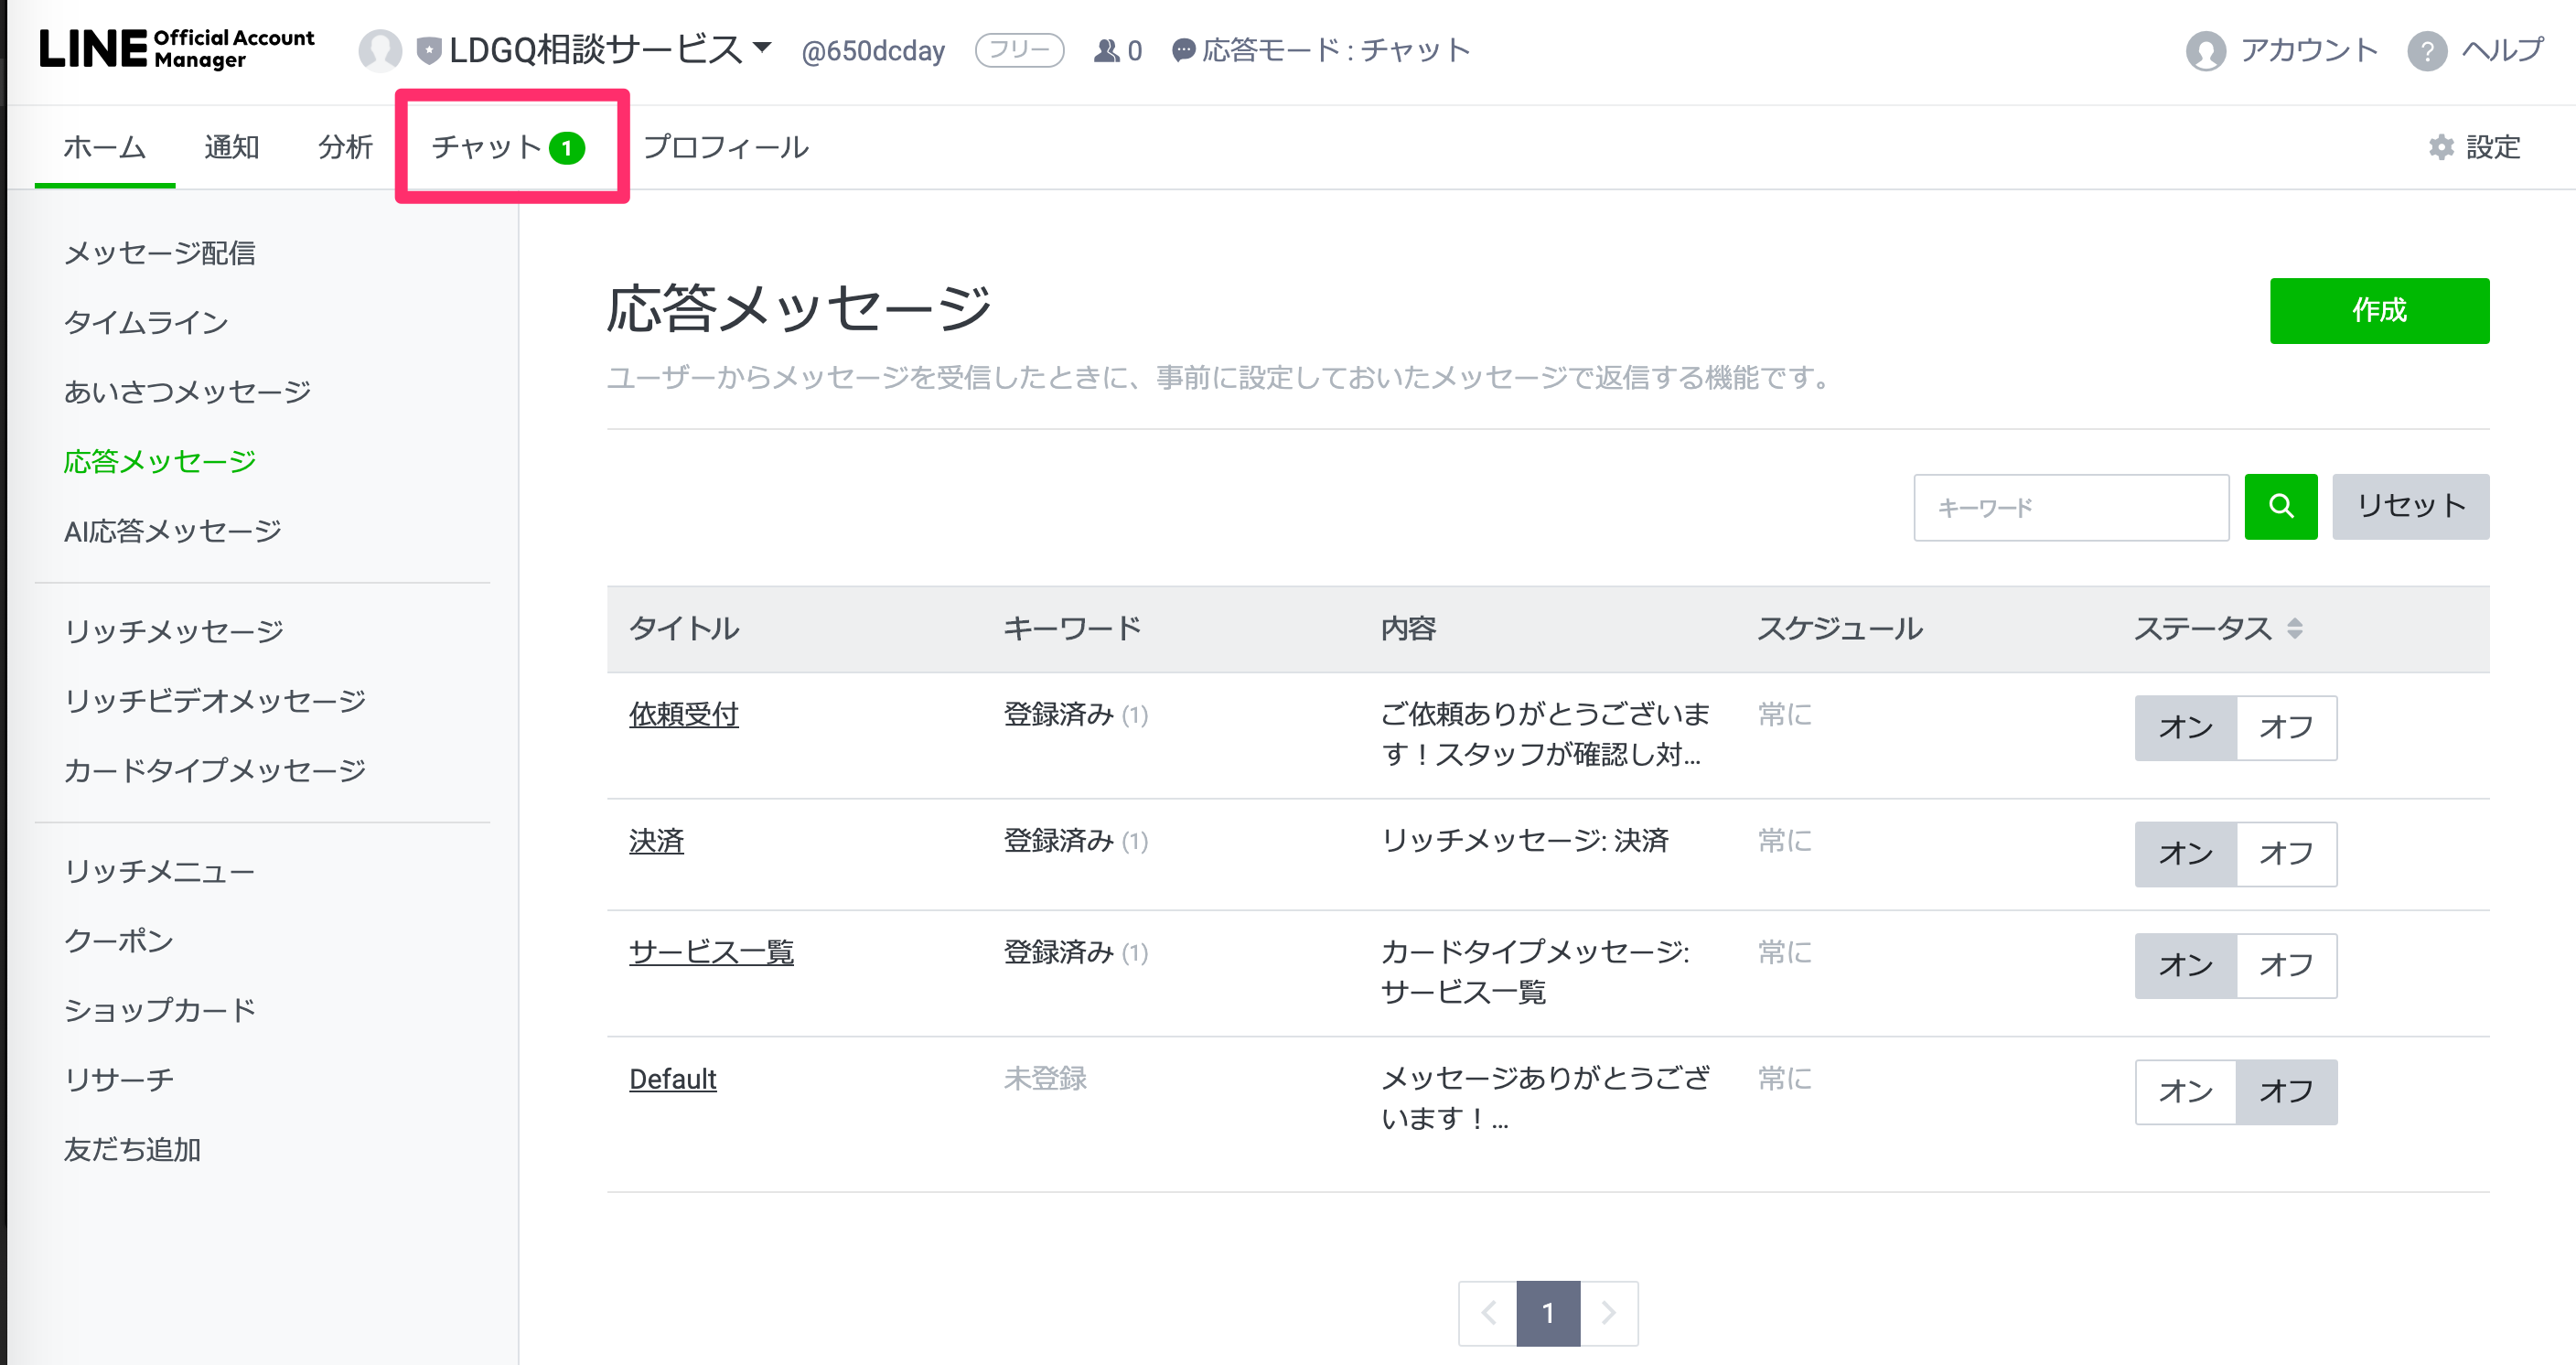 LINE Official Account Manager
LDGQ相談サービス
@650dcday
フリー
0
応答モード : チャット
アカウント
? ヘルプ
ホーム
通知
分析
チャット 1
プロフィール
設定
メッセージ配信
タイムライン
あいさつメッセージ
応答メッセージ
AI応答メッセージ
リッチメッセージ
リッチビデオメッセージ
カードタイプメッセージ
リッチメニュー
クーポン
ショップカード
リサーチ
友だち追加
応答メッセージ
作成
ユーザーからメッセージを受信したときに、事前に設定しておいたメッセージで返信する機能です。
キーワード
リセット
タイトル キーワード 内容 スケジュール ステータス
依頼受付 登録済み (1) ご依頼ありがとうございま 常に オン オフ
す！スタッフが確認し対...
決済 登録済み (1) リッチメッセージ: 決済 常に オン オフ
サービス一覧 登録済み (1) カードタイプメッセージ: 常に オン オフ
サービス一覧
Default 未登録 メッセージありがとうござ 常に オン オフ
います！...
1